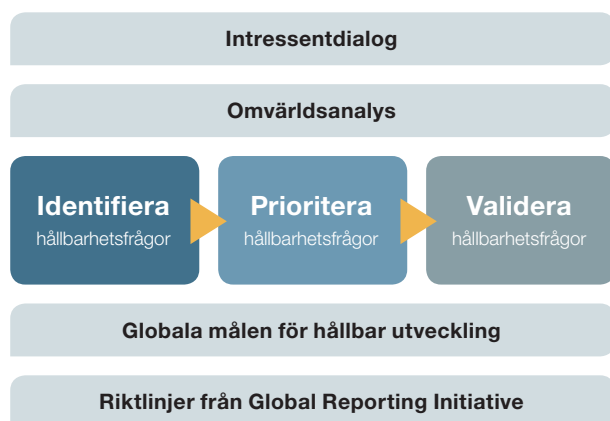 Intressentdialog
Omvärldsanalys
Identifiera
hållbarhetsfrågor
Prioritera
hållbarhetsfrågor
Validera
hållbarhetsfrågor
Globala målen för hållbar utveckling
Riktlinjer från Global Reporting Initiative